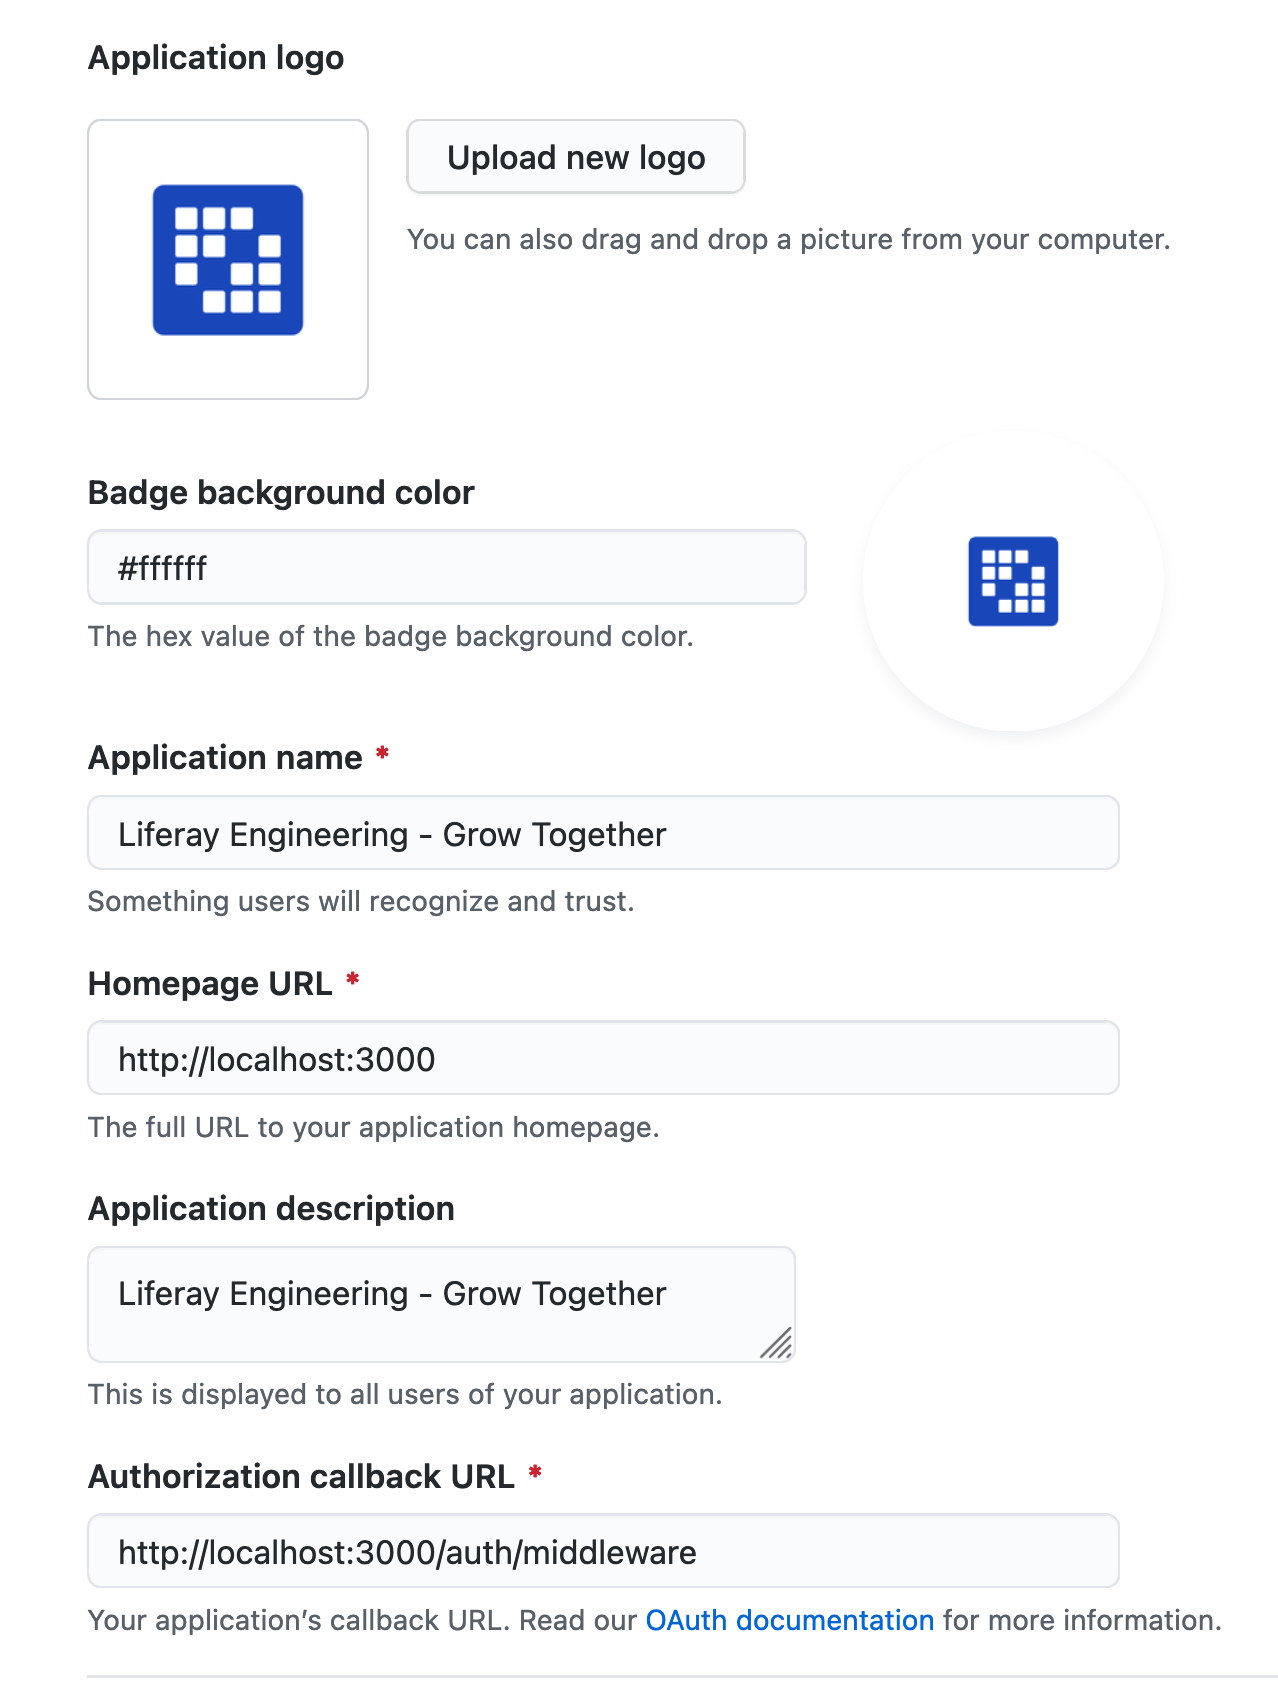 Application logo
Upload new logo
You can also drag and drop a picture from your computer.
Badge background color
#ffffff
The hex value of the badge background color.
Application name *
Liferay Engineering - Grow Together
Something users will recognize and trust.
Homepage URL *
http://localhost:3000
The full URL to your application homepage.
Application description
Liferay Engineering - Grow Together
This is displayed to all users of your application.
Authorization callback URL *
http://localhost:3000/auth/middleware
Your application’s callback URL. Read our OAuth documentation for more information.